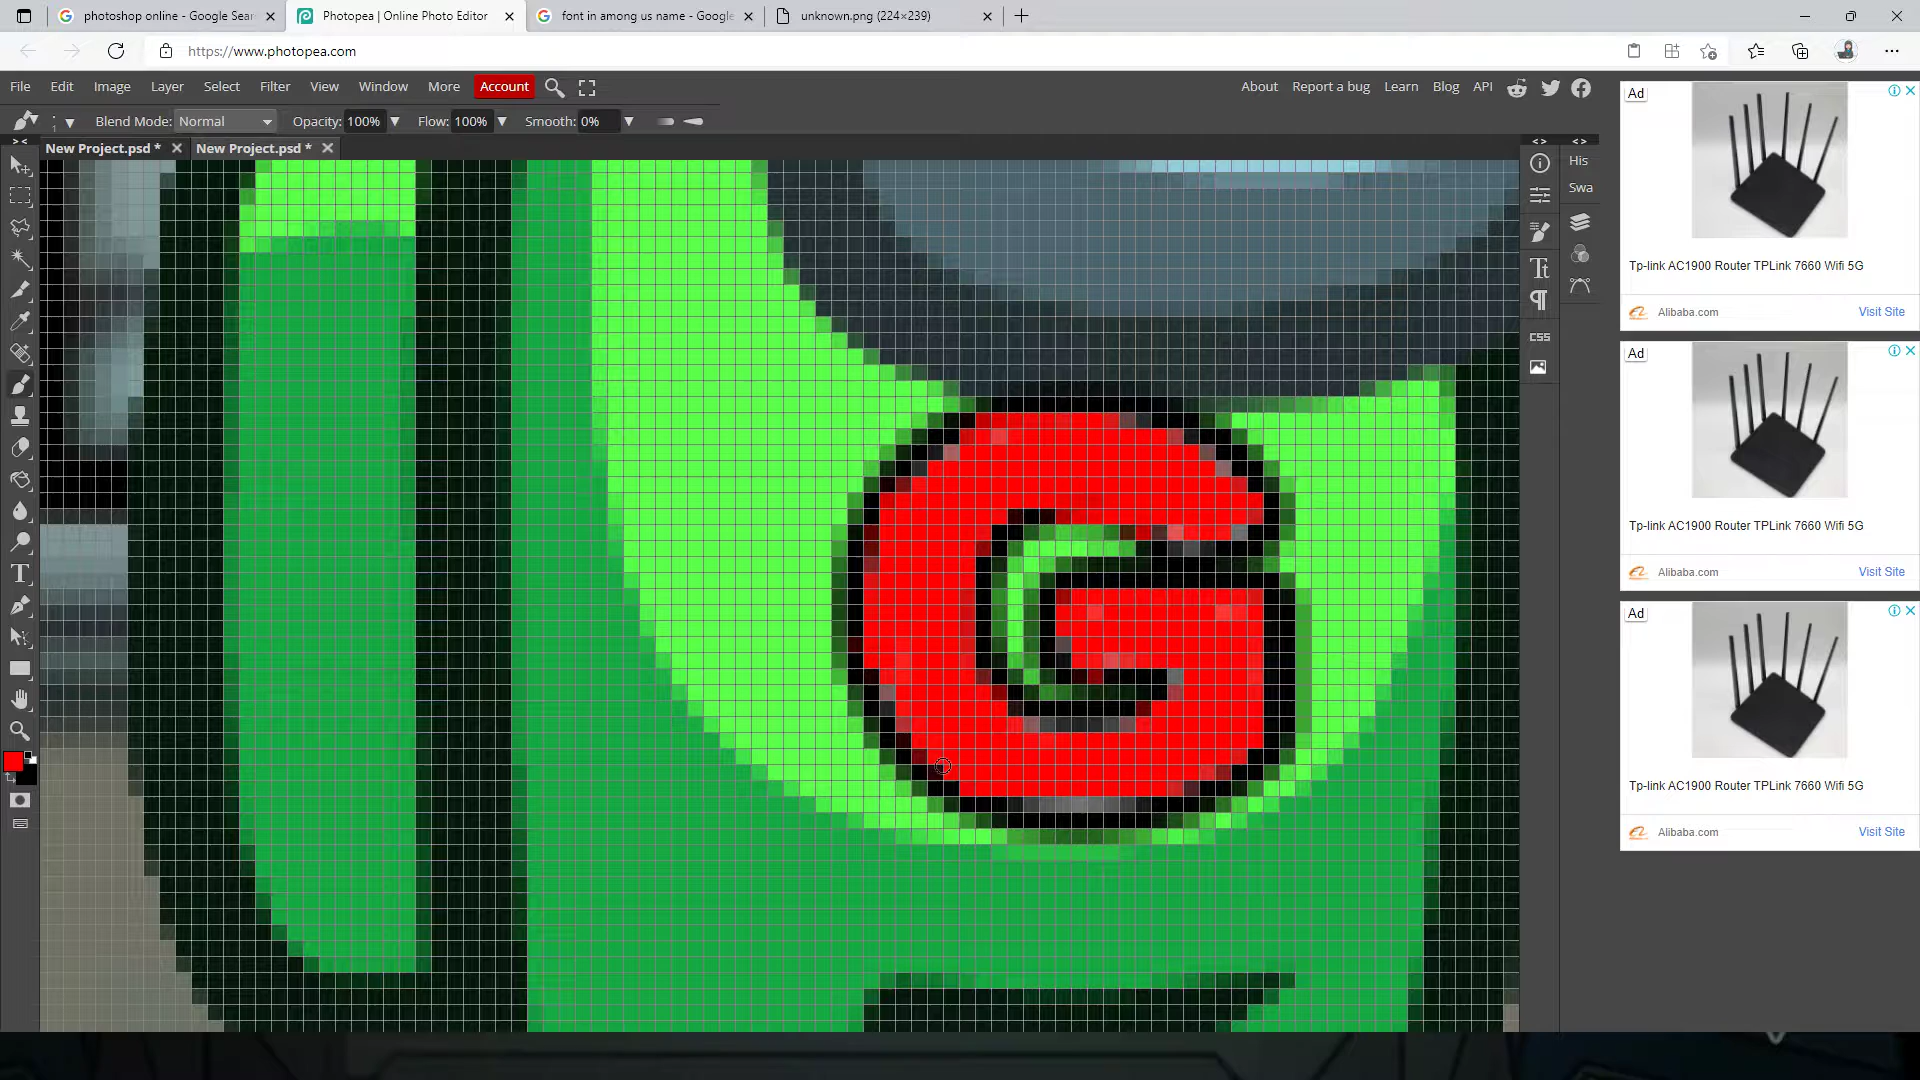 photoshop online - Google Sear
Photopea | Online Photo Editor
font in among us name - Google
unknown.png (224×239)
https://www.photopea.com
File Edit Image Layer Select Filter View Window More Account
About Report a bug Learn Blog API
1 Blend Mode: Normal Opacity: 100% Flow: 100% Smooth: 0%
New Project.psd * New Project.psd *
His
Swa
CSS
G
Ad
Tp-link AC1900 Router TPLink 7660 Wifi 5G
Alibaba.com Visit Site
Ad
Tp-link AC1900 Router TPLink 7660 Wifi 5G
Alibaba.com Visit Site
Ad
Tp-link AC1900 Router TPLink 7660 Wifi 5G
Alibaba.com Visit Site